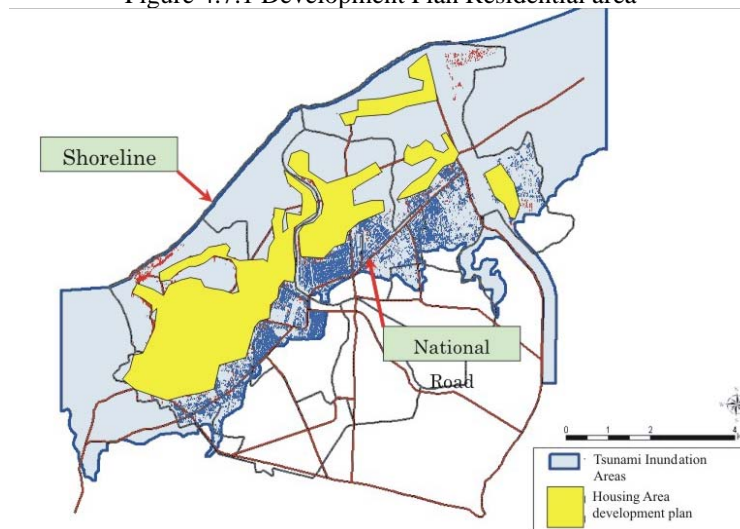 Figure 4.7.1 Development Plan Residential area
Shoreline
National
Road
0 1 2 4
Tsunami Inundation
Areas
Housing Area
development plan